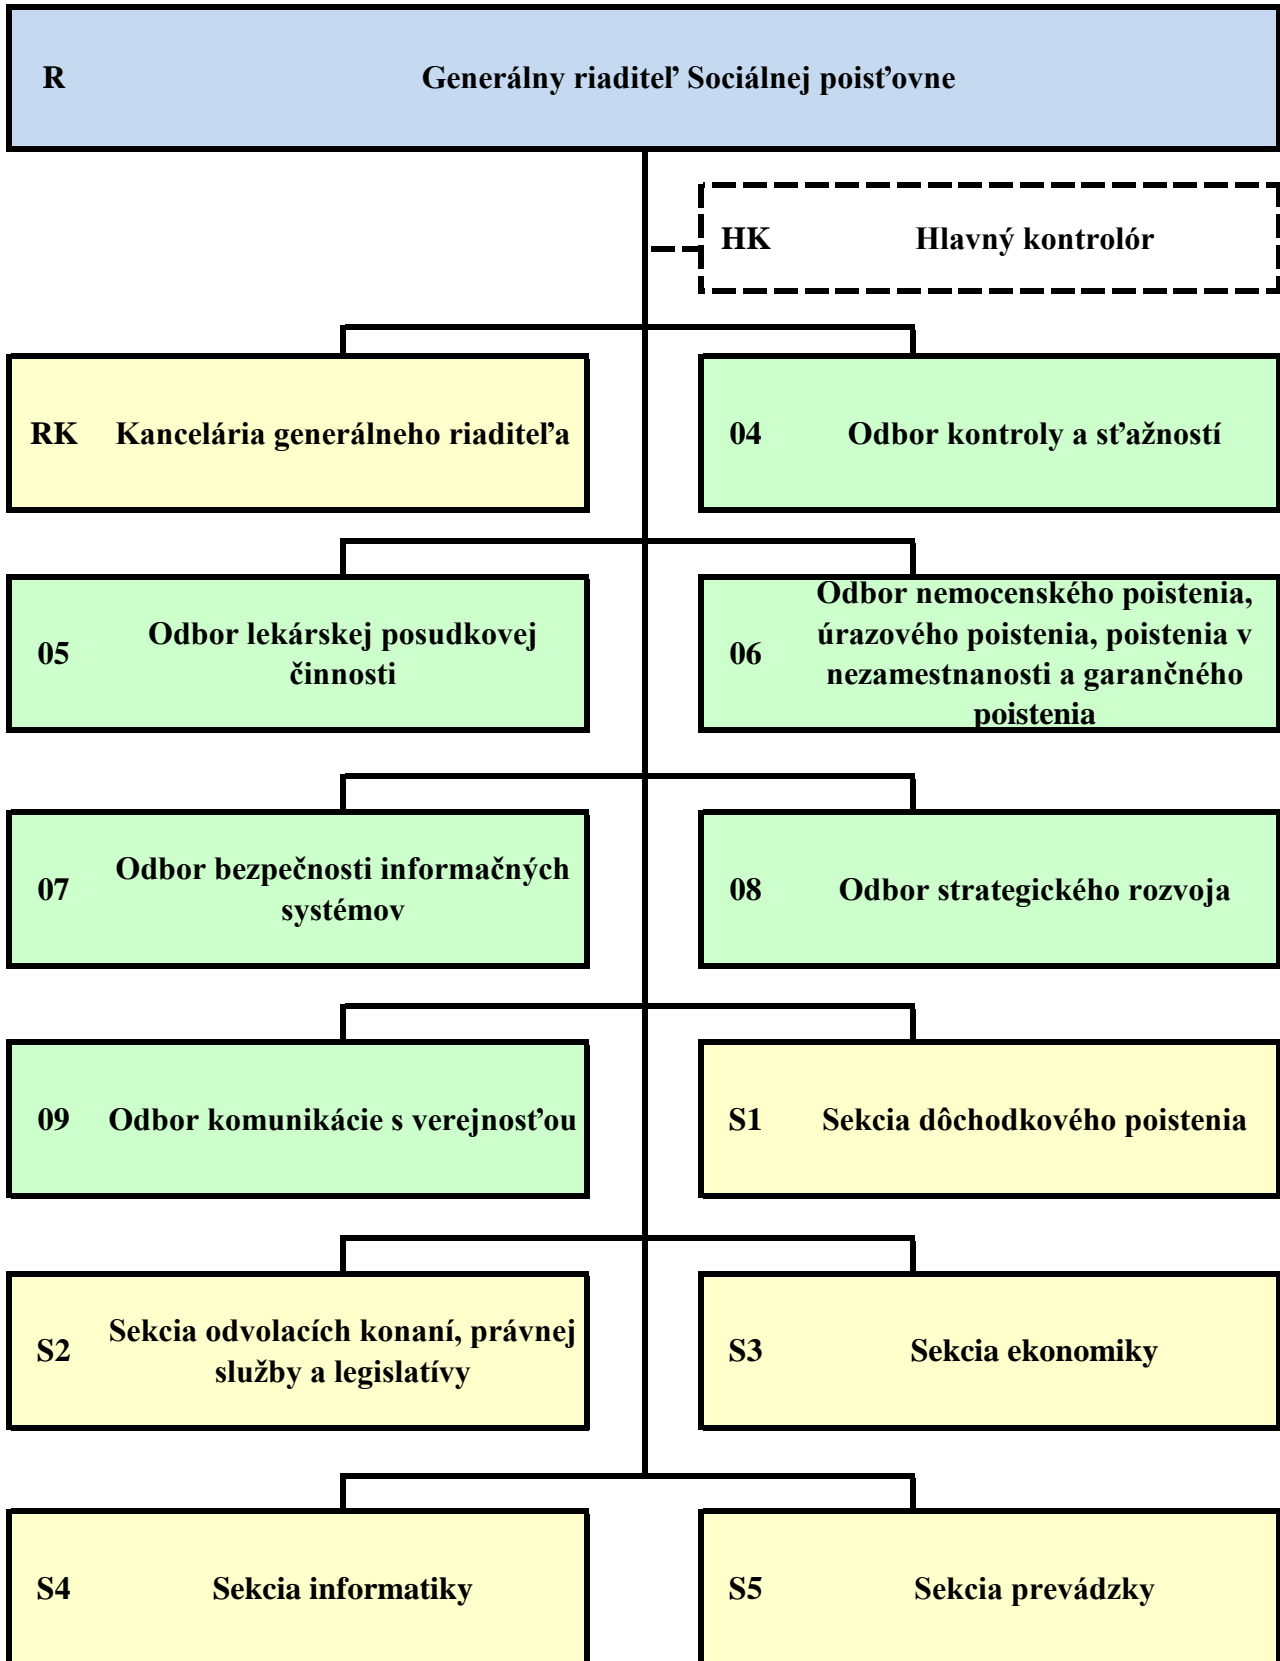 R Generálny riaditeľ Sociálnej poisťovne
HK Hlavný kontrolór
RK Kancelária generálneho riaditeľa
04 Odbor kontroly a sťažností
05 Odbor lekárskej posudkovej
činnosti
06 Odbor nemocenského poistenia,
úrazového poistenia, poistenia v
nezamestnanosti a garančného
poistenia
07 Odbor bezpečnosti informačných
systémov
08 Odbor strategického rozvoja
09 Odbor komunikácie s verejnosťou
S1 Sekcia dôchodkového poistenia
S2 Sekcia odvolacích konaní, právnej
služby a legislatívy
S3 Sekcia ekonomiky
S4 Sekcia informatiky
S5 Sekcia prevádzky